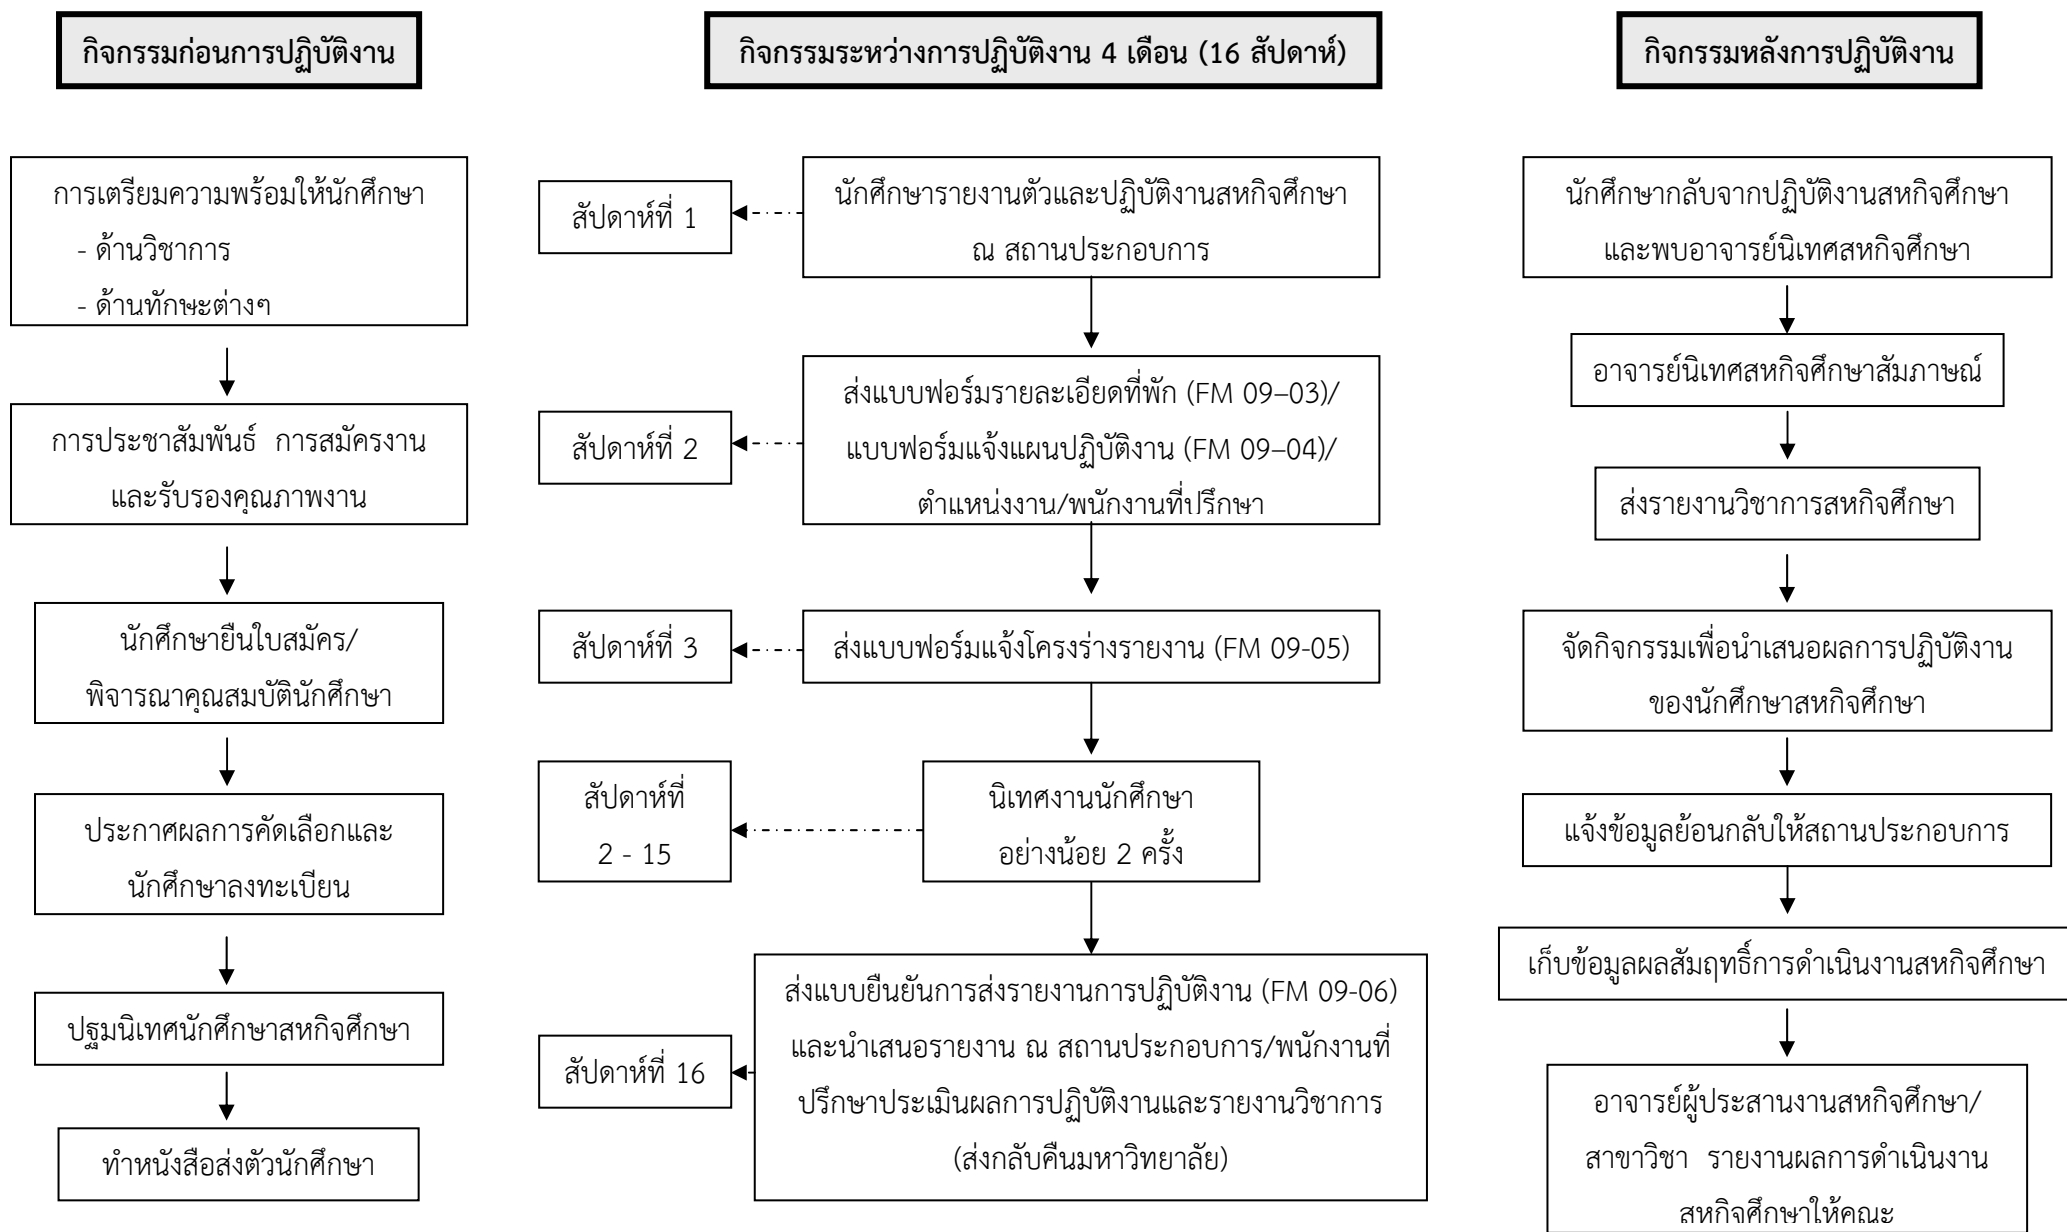 กิจกรรมก่อนการปฏิบัติงาน
การเตรียมความพร้อมให้นักศึกษา
- ด้านวิชาการ
- ด้านทักษะต่างๆ
การประชาสัมพันธ์ การสมัครงาน
และรับรองคุณภาพงาน
นักศึกษายืนใบสมัคร/
พิจารณาคุณสมบัตินักศึกษา
ประกาศผลการคัดเลือกและ
นักศึกษาลงทะเบียน
ปฐมนิเทศนักศึกษาสหกิจศึกษา
ทำหนังสือส่งตัวนักศึกษา
กิจกรรมระหว่างการปฏิบัติงาน 4 เดือน (16 สัปดาห์)
สัปดาห์ที่ 1
นักศึกษารายงานตัวและปฏิบัติงานสหกิจศึกษา
ณ สถานประกอบการ
สัปดาห์ที่ 2
ส่งแบบฟอร์มรายละเอียดที่พัก (FM 09–03)/
แบบฟอร์มแจ้งแผนปฏิบัติงาน (FM 09–04)/
ตำแหน่งงาน/พนักงานที่ปรึกษา
สัปดาห์ที่ 3
ส่งแบบฟอร์มแจ้งโครงร่างรายงาน (FM 09-05)
สัปดาห์ที่
2 - 15
นิเทศงานนักศึกษา
อย่างน้อย 2 ครั้ง
สัปดาห์ที่ 16
ส่งแบบยืนยันการส่งรายงานการปฏิบัติงาน (FM 09-06)
และนำเสนอรายงาน ณ สถานประกอบการ/พนักงานที่
ปรึกษาประเมินผลการปฏิบัติงานและรายงานวิชาการ
(ส่งกลับคืนมหาวิทยาลัย)
กิจกรรมหลังการปฏิบัติงาน
นักศึกษากลับจากปฏิบัติงานสหกิจศึกษา
และพบอาจารย์นิเทศสหกิจศึกษา
อาจารย์นิเทศสหกิจศึกษาสัมภาษณ์
ส่งรายงานวิชาการสหกิจศึกษา
จัดกิจกรรมเพื่อนำเสนอผลการปฏิบัติงาน
ของนักศึกษาสหกิจศึกษา
แจ้งข้อมูลย้อนกลับให้สถานประกอบการ
เก็บข้อมูลผลสัมฤทธิ์การดำเนินงานสหกิจศึกษา
อาจารย์ผู้ประสานงานสหกิจศึกษา/
สาขาวิชา รายงานผลการดำเนินงาน
สหกิจศึกษาให้คณะ